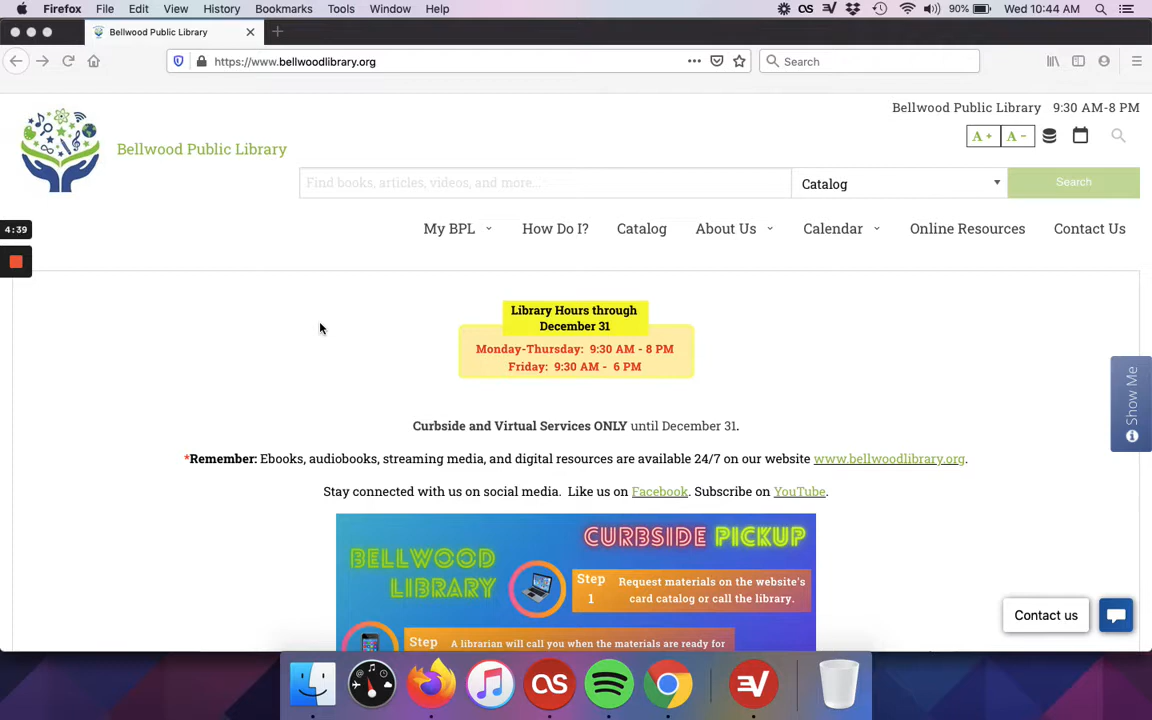 Firefox File Edit View History Bookmarks Tools Window Help 90% Wed 10:44 AM
Bellwood Public Library
https://www.bellwoodlibrary.org
Search
Bellwood Public Library 9:30 AM-8 PM
A + A -
Bellwood Public Library
Find books, articles, videos, and more...
Catalog
Search
4:39
My BPL How Do I? Catalog About Us Calendar Online Resources Contact Us
Library Hours through
December 31
Monday-Thursday: 9:30 AM - 8 PM
Friday: 9:30 AM - 6 PM
Show Me
Curbside and Virtual Services ONLY until December 31.
*Remember: Ebooks, audiobooks, streaming media, and digital resources are available 24/7 on our website www.bellwoodlibrary.org.
Stay connected with us on social media. Like us on Facebook. Subscribe on YouTube.
CURBSIDE PICKUP
BELLWOOD
LIBRARY
Step
1
Request materials on the website's
card catalog or call the library.
Step
A librarian will call you when the materials are ready for
Contact us